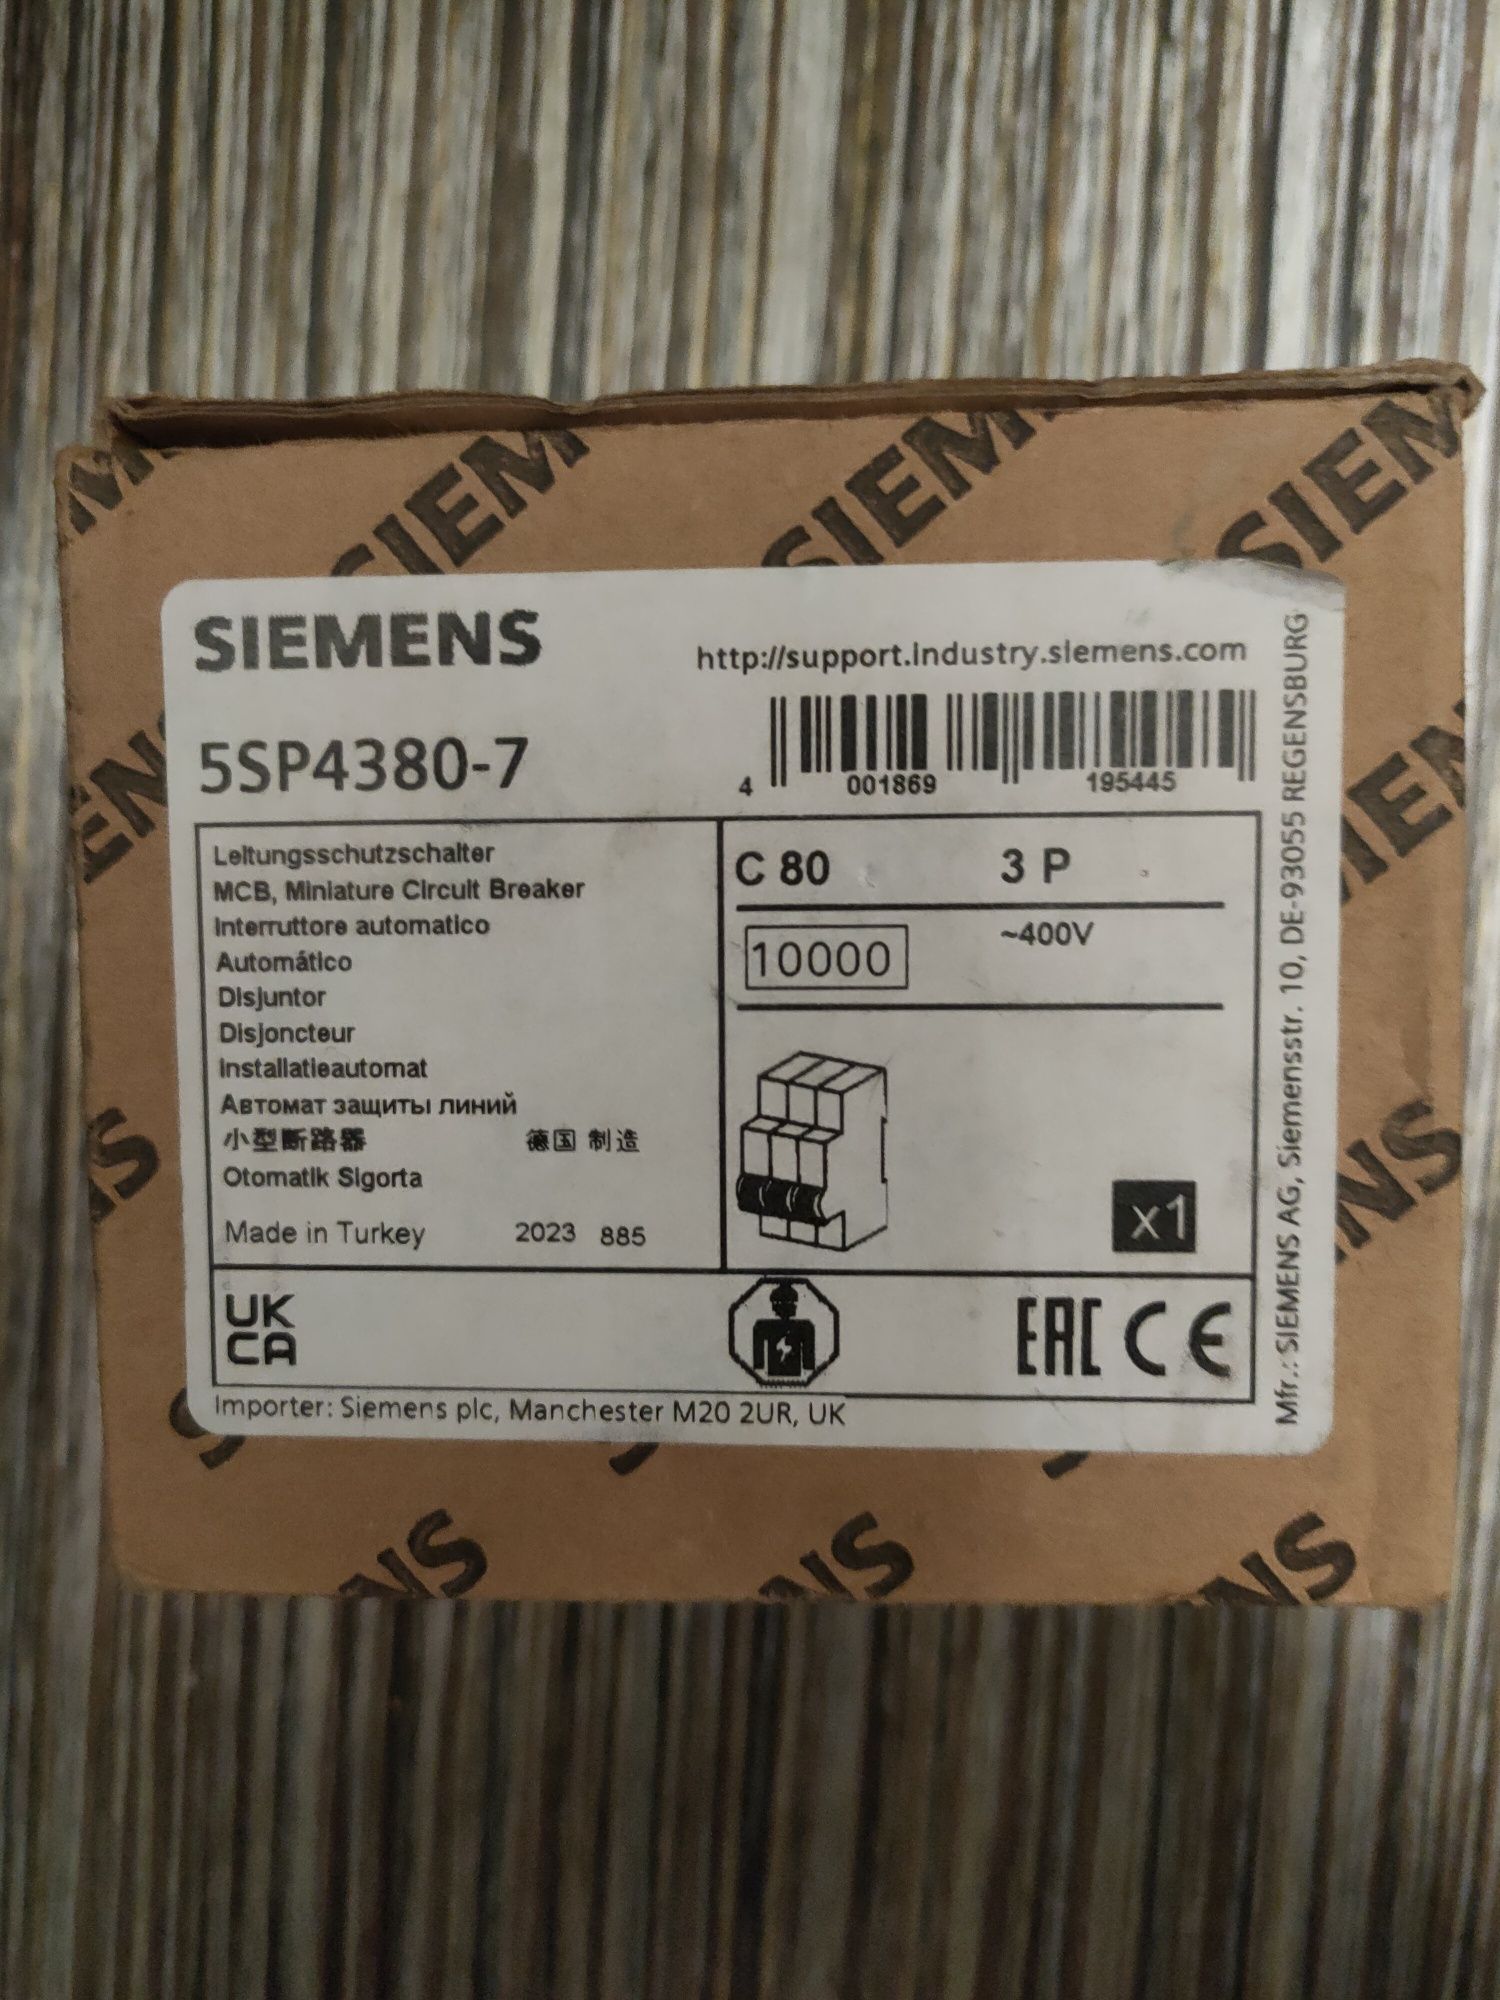 SIEMENS
http://support.industry.siemens.com
5SP4380-7
4 001869 195445
Leitungsschutzschalter
MCB, Miniature Circuit Breaker
Interruttore automatico
Automático
Disjuntor
Disjoncteur
Installatieautomat
Автомат защиты линий
小型断路器 德国 制造
Otomatik Sigorta
Made in Turkey 2023 885
C 80 3 P
10000 ~400V
x1
UK
CA
EAC CE
Importer: Siemens plc, Manchester M20 2UR, UK
Mfr.: SIEMENS AG, Siemensstr. 10, DE-93055 REGENSBURG